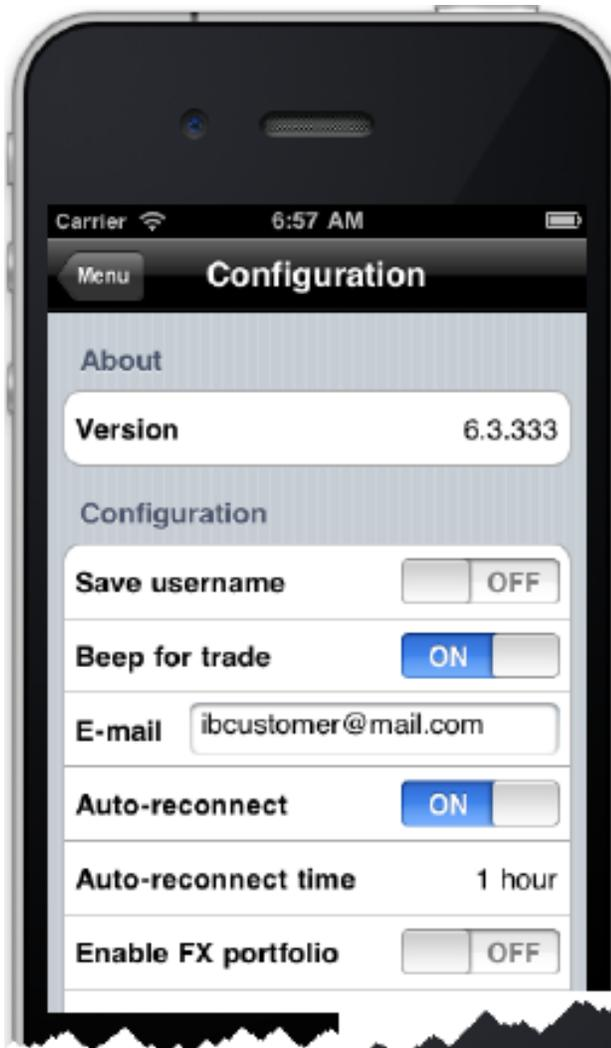 Carrier 6:57 AM
Menu Configuration
About
Version 6.3.333
Configuration
Save username OFF
Beep for trade ON
E-mail ibcustomer@mail.com
Auto-reconnect ON
Auto-reconnect time 1 hour
Enable FX portfolio OFF